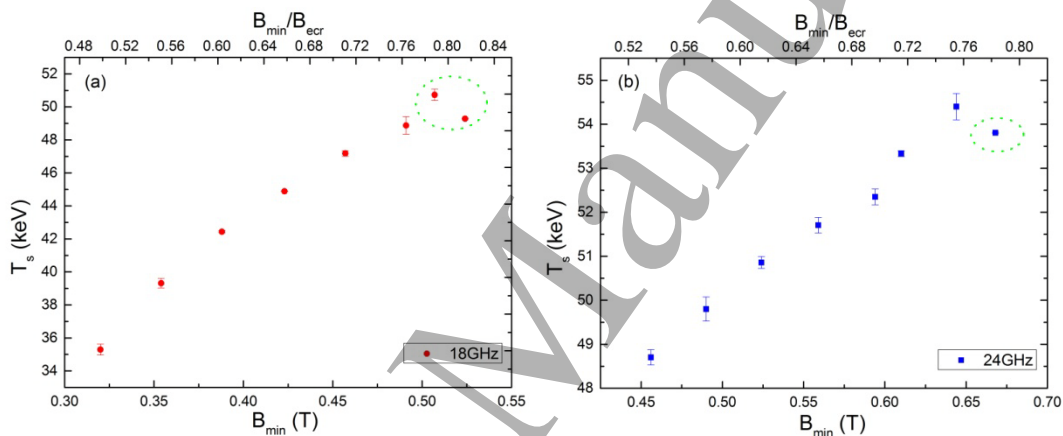 B_min/B_ecr
0.48 0.52 0.56 0.60 0.64 0.68 0.72 0.76 0.80 0.84
(a)
52
50
48
46
44
42
40
38
36
34
T_s (keV)
18GHz
0.30 0.35 0.40 0.45 0.50 0.55
B_min (T)
B_min/B_ecr
0.52 0.56 0.60 0.64 0.68 0.72 0.76 0.80
(b)
55
54
53
52
51
50
49
48
T_s (keV)
24GHz
0.45 0.50 0.55 0.60 0.65 0.70
B_min (T)
Manu